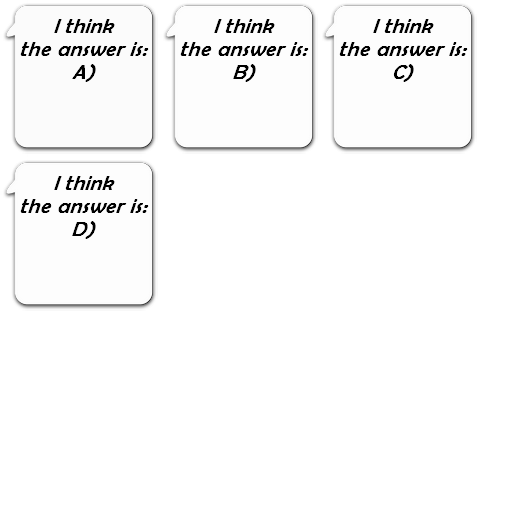 I think
the answer is:
A)
I think
the answer is:
B)
I think
the answer is:
C)
I think
the answer is:
D)